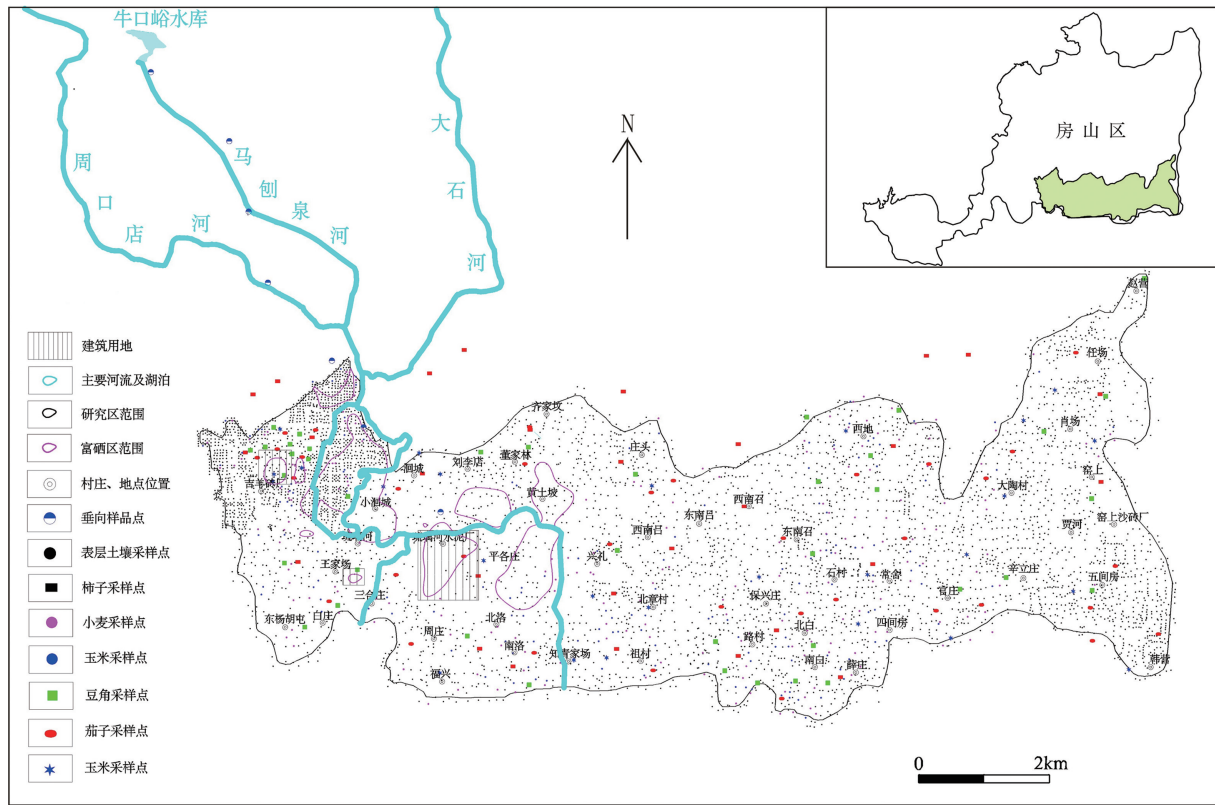 牛口峪水库
周口店河
马刨泉河
大石河
N
房山区
建筑用地
主要河流及湖泊
研究区范围
富硒区范围
村庄、地点位置
垂向样品点
表层土壤采样点
柿子采样点
小麦采样点
玉米采样点
豆角采样点
茄子采样点
玉米采样点
赵营
任场
肖场
窑上
大陶村
窑上沙砖厂
贾河
五间房
辛立庄
韩营
官庄
常舍
石村
四间房
西地
西南召
东南召
东南吕
西南吕
庄头
齐家坟
董家林
刘李店
黄土坡
小洄城
兴礼
北章村
保兴庄
北白
路村
南白
薛庄
祖村
平各庄
北洛
南洛
周庄
福兴
王家场
三合庄
白庄
东杨胡屯
0
2km